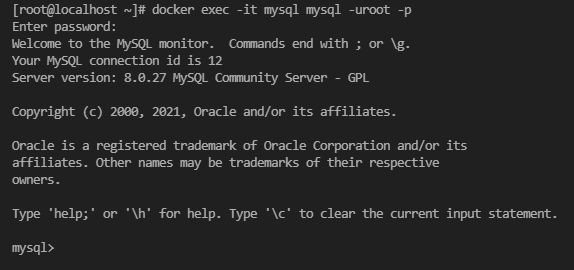 [root@localhost ~]# docker exec -it mysql mysql -uroot -p
Enter password:
Welcome to the MySQL monitor.  Commands end with ; or \g.
Your MySQL connection id is 12
Server version: 8.0.27 MySQL Community Server - GPL

Copyright (c) 2000, 2021, Oracle and/or its affiliates.

Oracle is a registered trademark of Oracle Corporation and/or its
affiliates. Other names may be trademarks of their respective
owners.

Type 'help;' or '\h' for help. Type '\c' to clear the current input statement.

mysql>